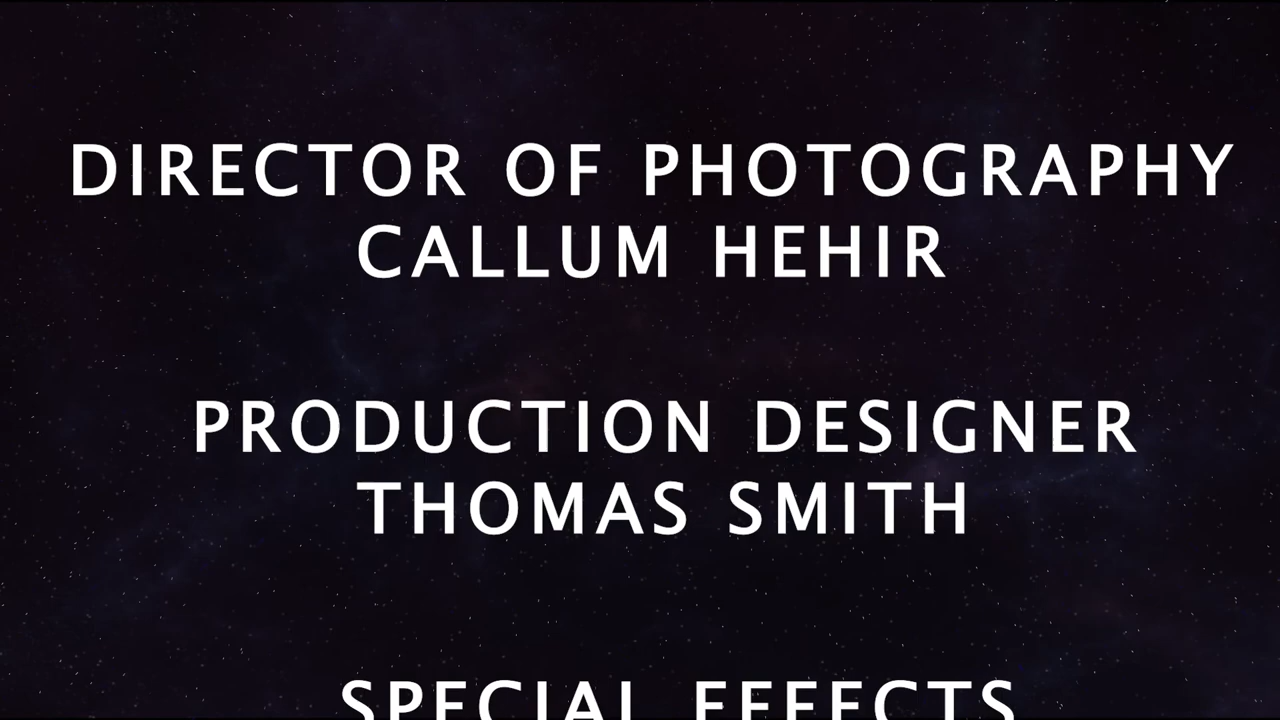 DIRECTOR OF PHOTOGRAPHY
CALLUM HEHIR
PRODUCTION DESIGNER
THOMAS SMITH
SPECIAL EFFECTS